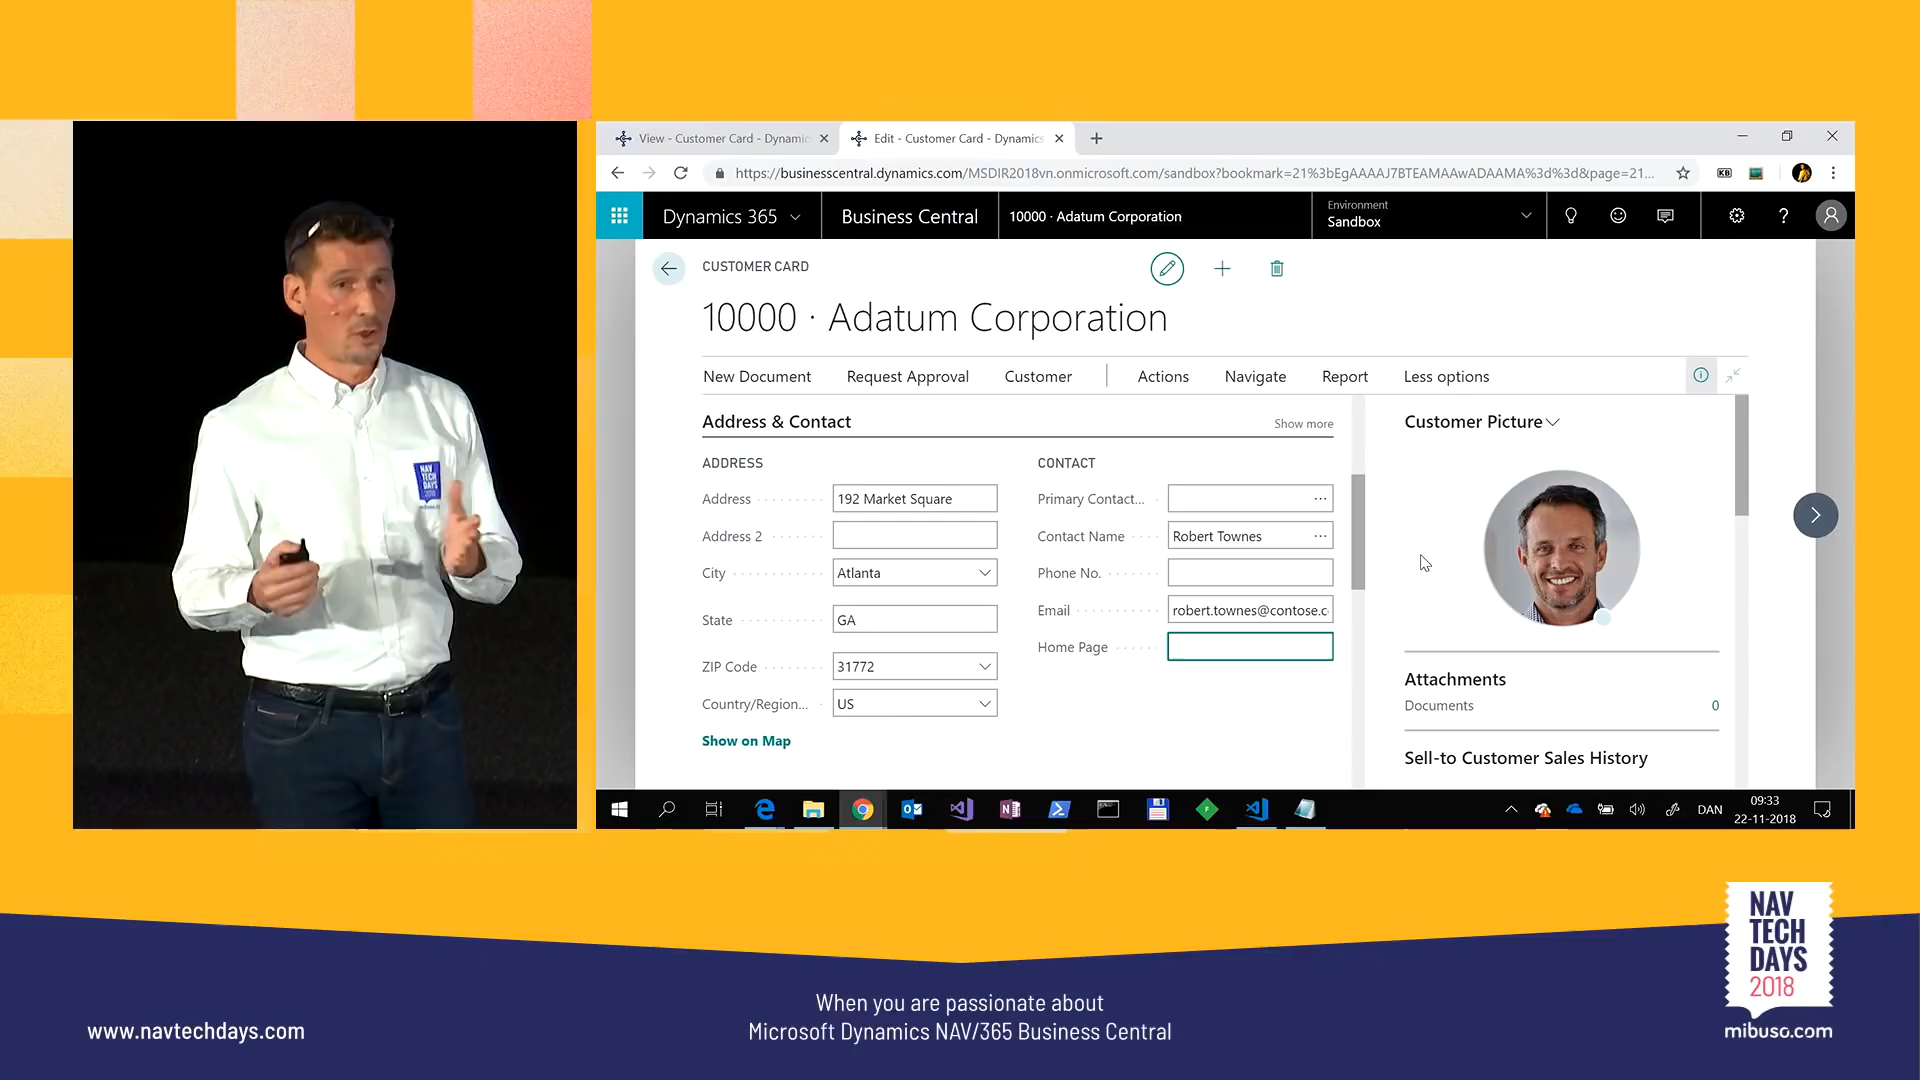 View - Customer Card - Dynamic
Edit - Customer Card - Dynamics
https://businesscentral.dynamics.com/MSDIR2018vn.onmicrosoft.com/sandbox?bookmark=21%3bEgAAAAJ7BTEAMAAwADAAMA%3d%3d&page=21...
KB
Dynamics 365
Business Central
10000 · Adatum Corporation
Environment
Sandbox
?
CUSTOMER CARD
10000 · Adatum Corporation
New Document
Request Approval
Customer
Actions
Navigate
Report
Less options
Address & Contact
Show more
ADDRESS
Address
192 Market Square
Address 2
City
Atlanta
State
GA
ZIP Code
31772
Country/Region...
US
Show on Map
CONTACT
Primary Contact...
Contact Name
Robert Townes
Phone No.
Email
robert.townes@contose.c
Home Page
Customer Picture
Attachments
Documents
0
Sell-to Customer Sales History
DAN
09:33
22-11-2018
NAV
TECH
DAYS
2018
www.navtechdays.com
When you are passionate about
Microsoft Dynamics NAV/365 Business Central
NAV
TECH
DAYS
2018
mibuso.com